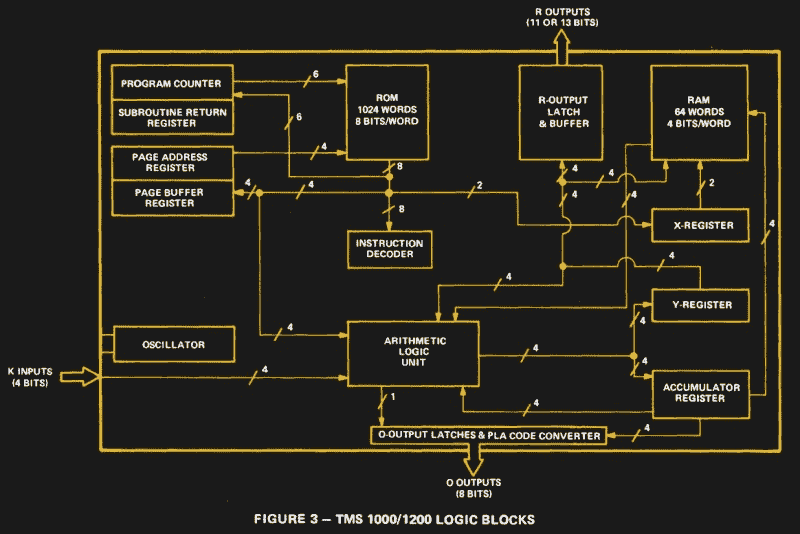 R OUTPUTS
(11 OR 13 BITS)
PROGRAM COUNTER
SUBROUTINE RETURN
REGISTER
6
6
ROM
1024 WORDS
8 BITS/WORD
R-OUTPUT
LATCH
& BUFFER
RAM
64 WORDS
4 BITS/WORD
PAGE ADDRESS
REGISTER
PAGE BUFFER
REGISTER
4
8
4
4
4
4
2
4
4
2
8
INSTRUCTION
DECODER
X-REGISTER
4
4
4
Y-REGISTER
OSCILLATOR
4
ARITHMETIC
LOGIC
UNIT
4
4
4
K INPUTS
(4 BITS)
4
ACCUMULATOR
REGISTER
1
4
4
O-OUTPUT LATCHES & PLA CODE CONVERTER
O OUTPUTS
(8 BITS)
FIGURE 3 – TMS 1000/1200 LOGIC BLOCKS